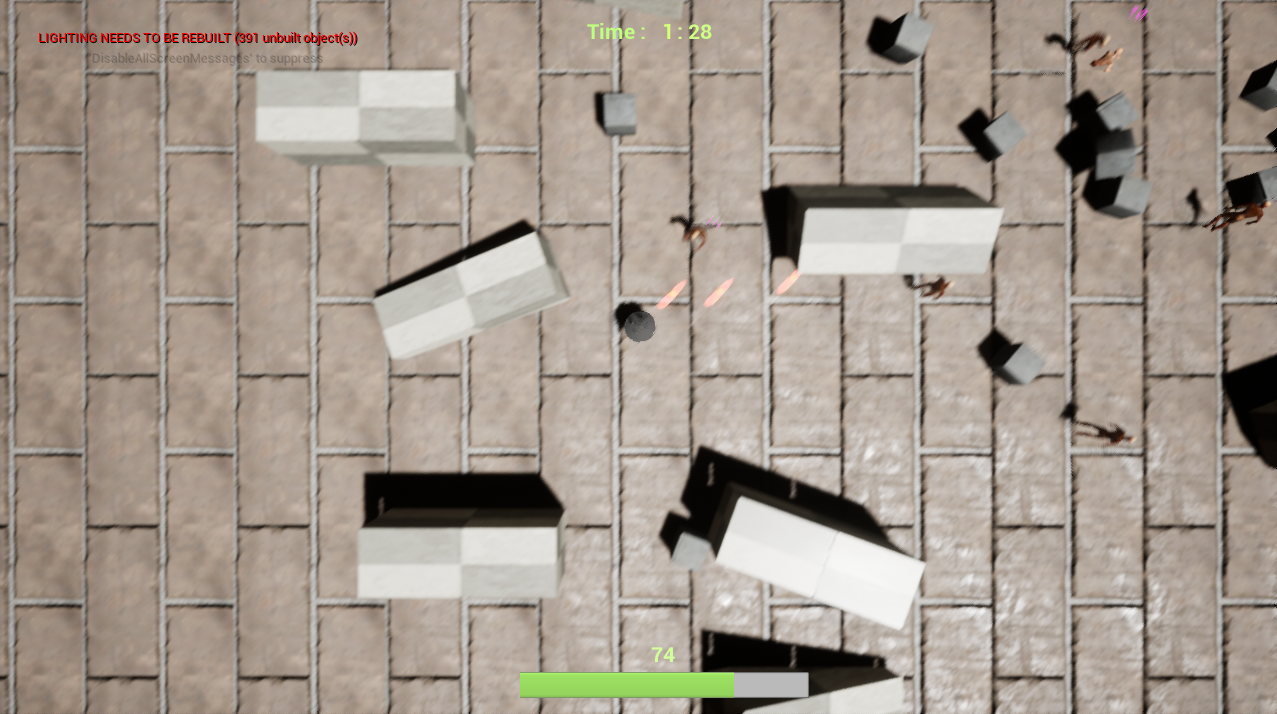 LIGHTING NEEDS TO BE REBUILT (391 unbuilt object(s))
'DisableAllScreenMessages' to suppress
Time: 1:28
74